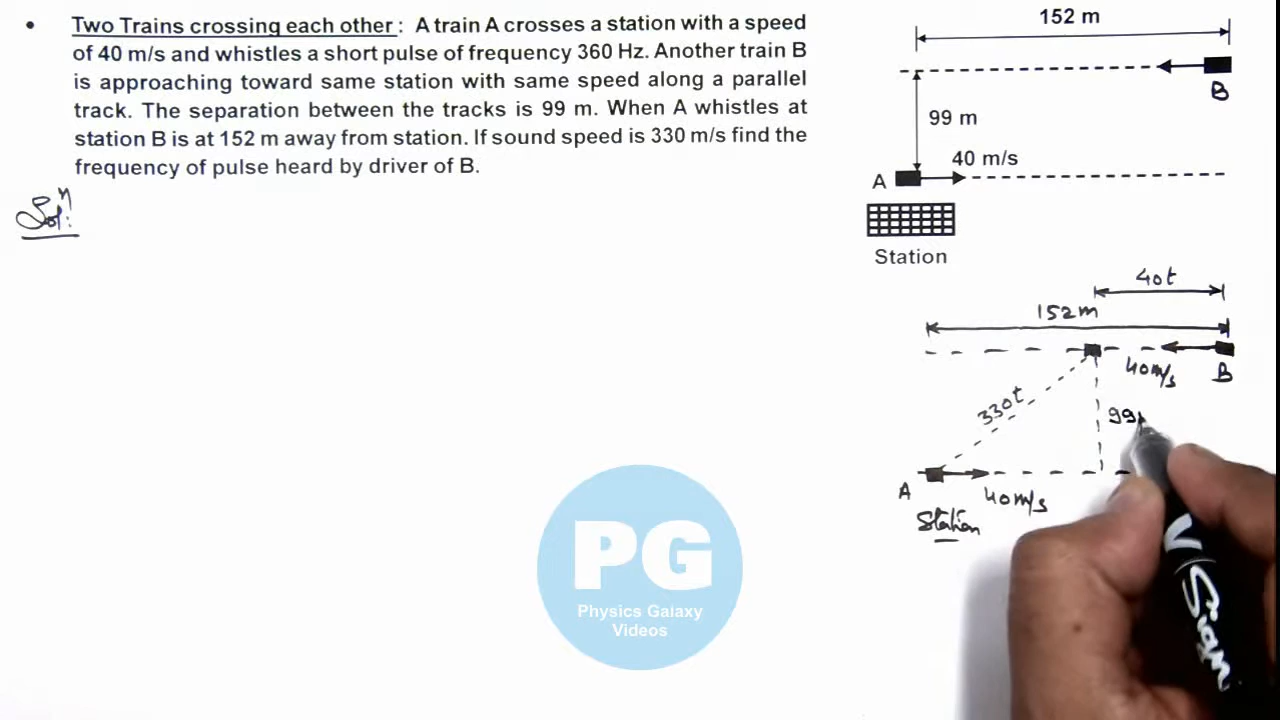 • Two Trains crossing each other : A train A crosses a station with a speed
of 40 m/s and whistles a short pulse of frequency 360 Hz. Another train B
is approaching toward same station with same speed along a parallel
track. The separation between the tracks is 99 m. When A whistles at
station B is at 152 m away from station. If sound speed is 330 m/s find the
frequency of pulse heard by driver of B.
Solⁿ:
152 m
B
99 m
40 m/s
A
Station
40t
152m
40m/s
B
330t
99
A
40m/s
Station
PG
Physics Galaxy
Videos
V Sign